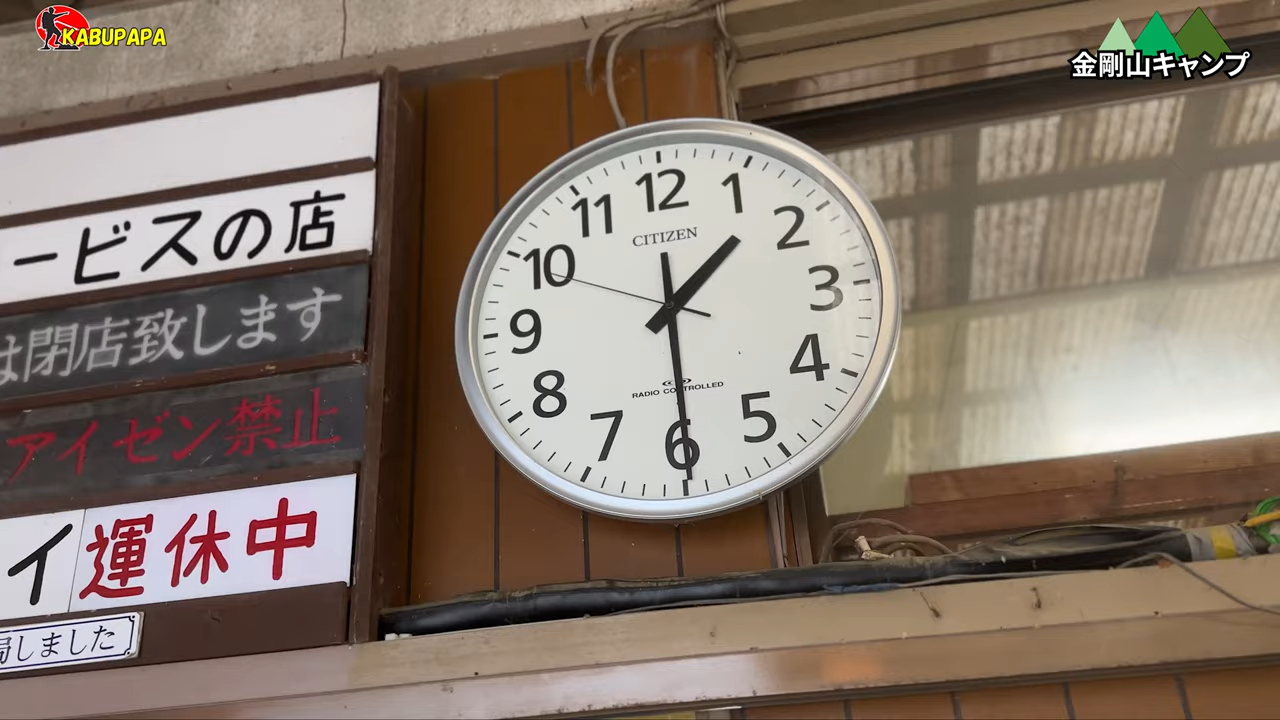 KABUPAPA
金剛山キャンプ
ービスの店
は閉店致します
アイゼン禁止
イ運休中
局しました
12
1
2
3
4
5
6
7
8
9
10
11
CITIZEN
RADIO CONTROLLED